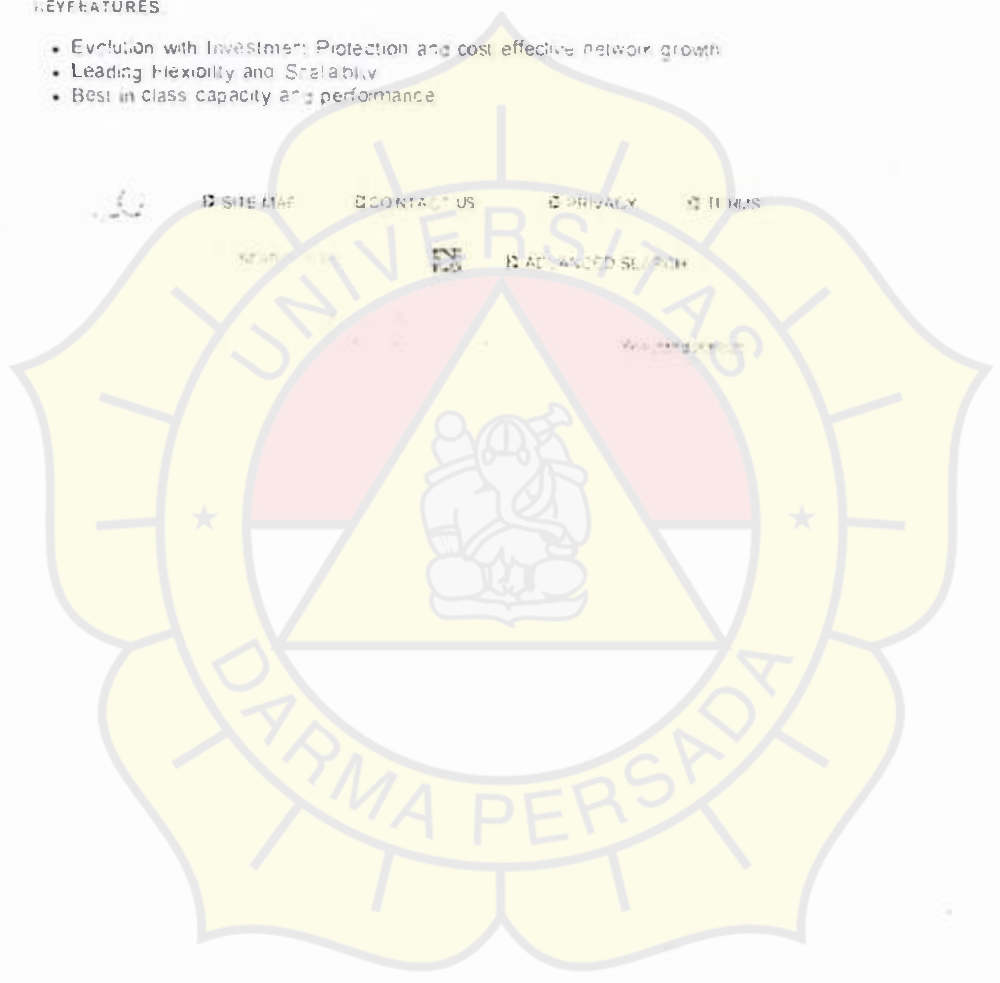 KEYFEATURES
• Evolution with Investment Protection and cost effective network growth
• Leading Flexibility and Scalability
• Best in class capacity and performance
SITE MAP CONTACT US PRIVACY TERMS
ADVANCED SEARCH
UNIVERSITAS
DARMA PERSADA